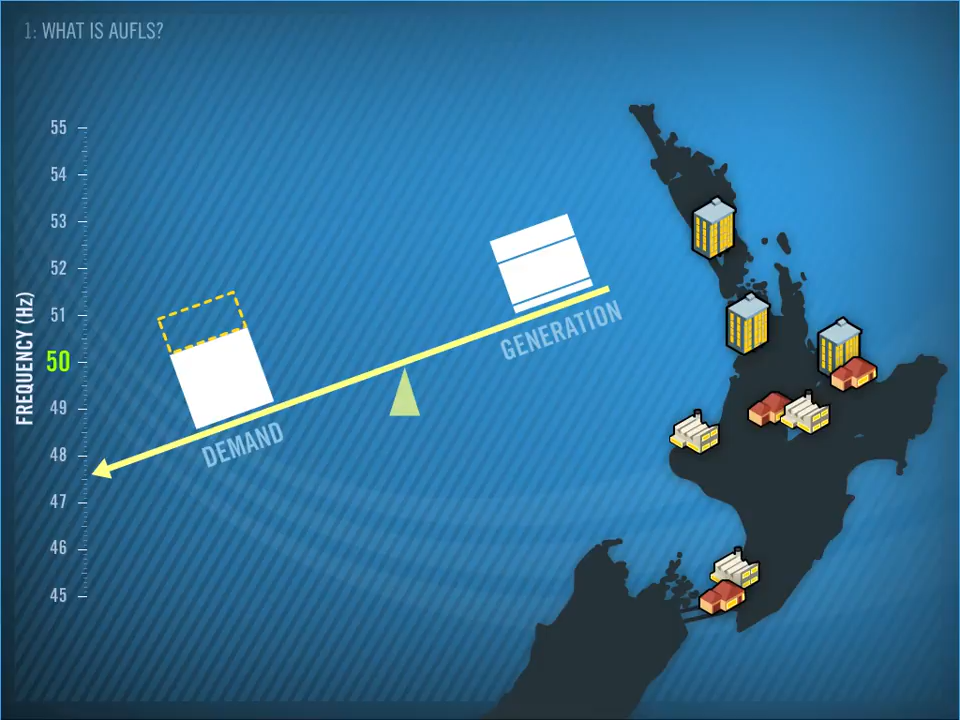 1: WHAT IS AUFLS?
55
54
53
52
51
50
49
48
47
46
45
FREQUENCY (Hz)
DEMAND
GENERATION